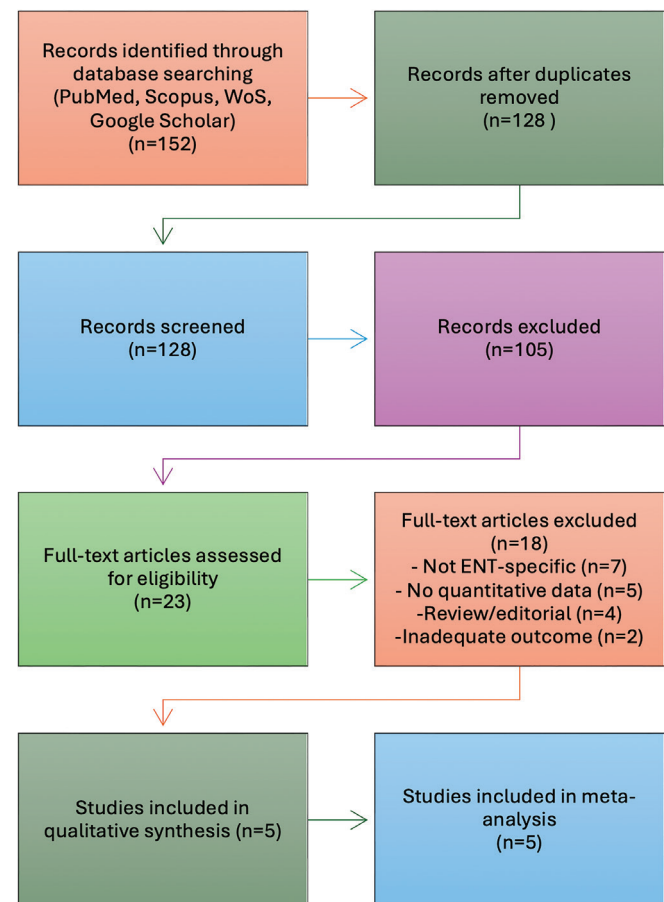 Records identified through
database searching
(PubMed, Scopus, WoS,
Google Scholar)
(n=152)
Records after duplicates
removed
(n=128 )
Records screened
(n=128)
Records excluded
(n=105)
Full-text articles assessed
for eligibility
(n=23)
Full-text articles excluded
(n=18)
- Not ENT-specific (n=7)
- No quantitative data (n=5)
-Review/editorial (n=4)
-Inadequate outcome (n=2)
Studies included in
qualitative synthesis (n=5)
Studies included in meta-
analysis
(n=5)